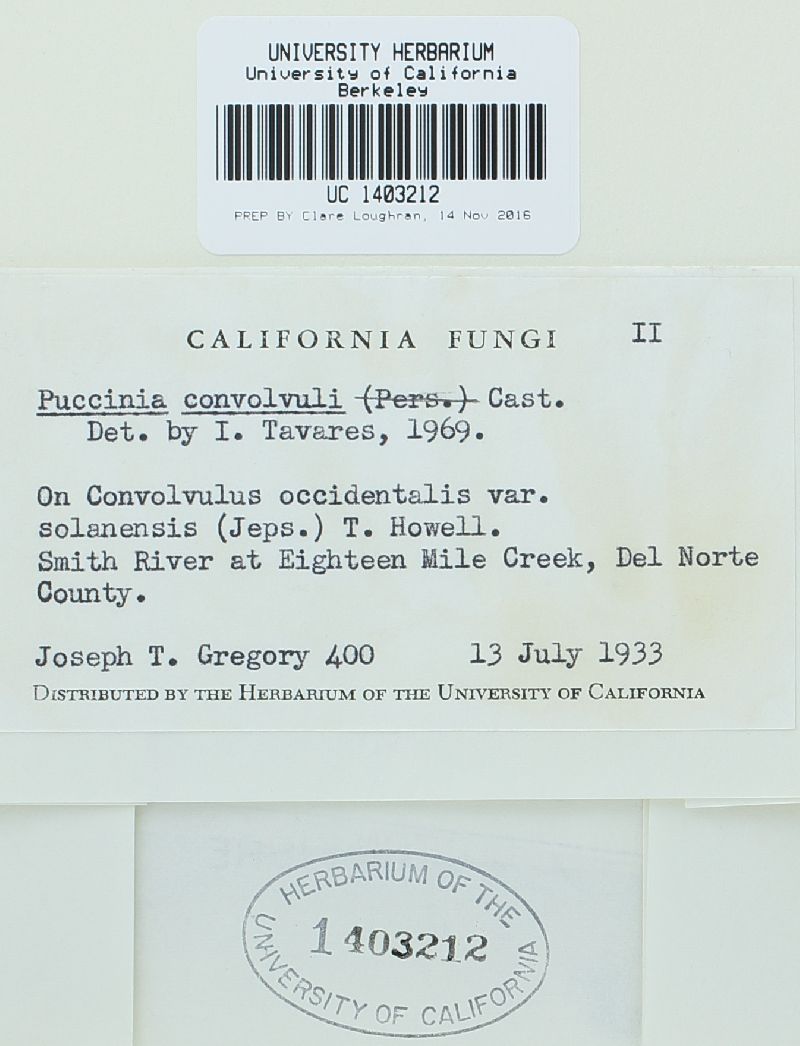 UNIVERSITY HERBARIUM
University of California
Berkeley
UC 1403212
PREP BY Clare Loughran, 14 Nov 2016
CALIFORNIA FUNGI II
Puccinia convolvuli (Pers.) Cast.
Det. by I. Tavares, 1969.
On Convolvulus occidentalis var.
solanensis (Jeps.) T. Howell.
Smith River at Eighteen Mile Creek, Del Norte
County.
Joseph T. Gregory 400 13 July 1933
DISTRIBUTED BY THE HERBARIUM OF THE UNIVERSITY OF CALIFORNIA
HERBARIUM OF THE
1403212
UNIVERSITY OF CALIFORNIA